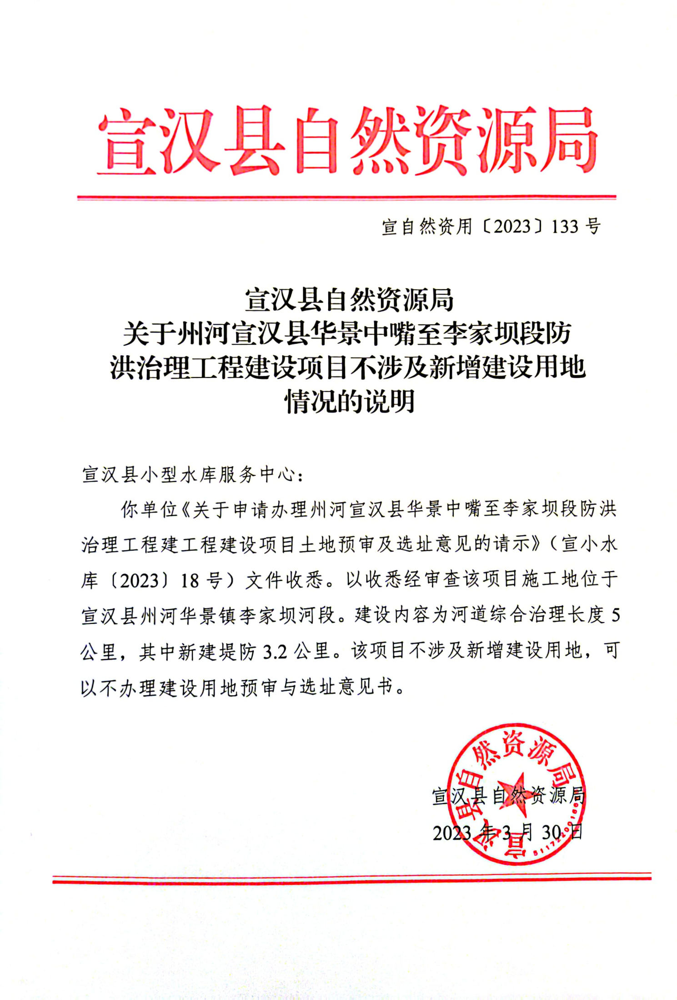 宣汉县自然资源局
宣自然资用〔2023〕133 号
宣汉县自然资源局
关于州河宣汉县华景中嘴至李家坝段防
洪治理工程建设项目不涉及新增建设用地
情况的说明
宣汉县小型水库服务中心：
你单位《关于申请办理州河宣汉县华景中嘴至李家坝段防洪
治理工程建工程建设项目土地预审及选址意见的请示》（宣小水
库〔2023〕18 号）文件收悉。以收悉经审查该项目施工地位于
宣汉县州河华景镇李家坝河段。建设内容为河道综合治理长度 5
公里，其中新建堤防 3.2 公里。该项目不涉及新增建设用地，可
以不办理建设用地预审与选址意见书。
宣汉县自然资源局
宣汉县自然资源局
2023 年 3 月 30 日